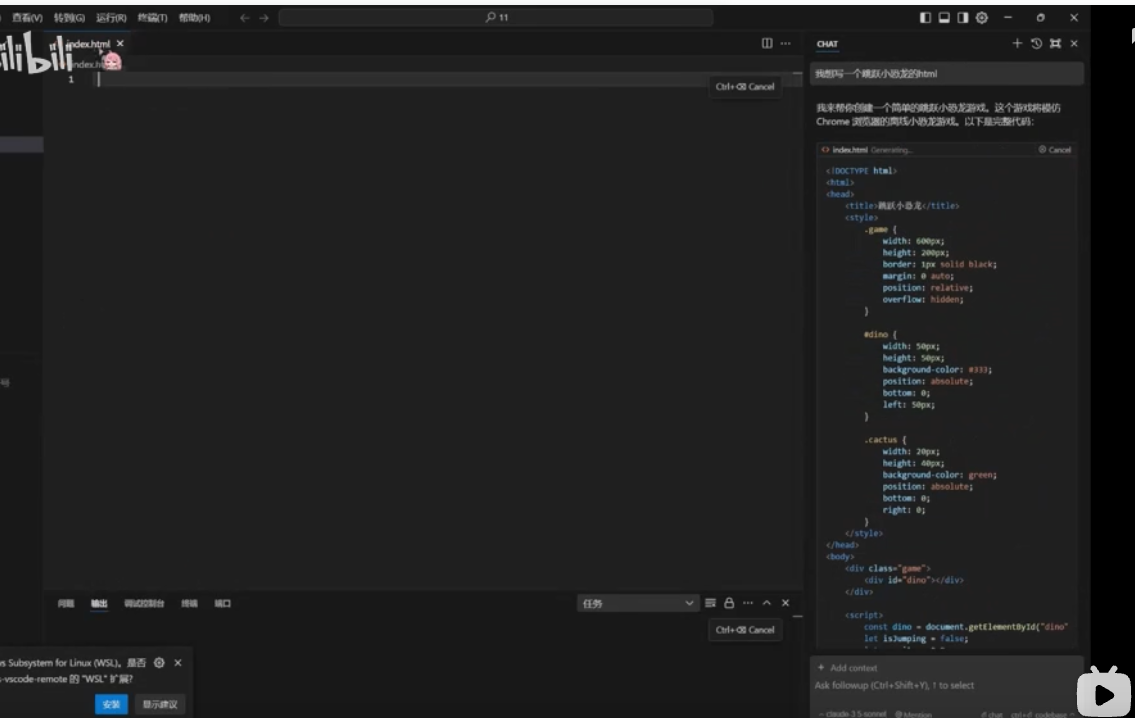 查看(V) 转到(G) 运行(R) 终端(T) 帮助(H)
11
bilibili
index.html
1
Ctrl+⌫ Cancel
CHAT
我想写一个跳跃小恐龙的html
我来帮你创建一个简单的跳跃小恐龙游戏。这个游戏将模仿
Chrome 浏览器的离线小恐龙游戏。以下是完整代码:
index.html Generating... Cancel
<!DOCTYPE html>
<html>
<head>
<title>跳跃小恐龙</title>
<style>
.game {
width: 600px;
height: 200px;
border: 1px solid black;
margin: 0 auto;
position: relative;
overflow: hidden;
}
#dino {
width: 50px;
height: 50px;
background-color: #333;
position: absolute;
bottom: 0;
left: 50px;
}
.cactus {
width: 20px;
height: 40px;
background-color: green;
position: absolute;
bottom: 0;
right: 0;
}
</style>
</head>
<body>
<div class="game">
<div id="dino"></div>
</div>
<script>
const dino = document.getElementById("dino"
let isJumping = false;
问题 输出 调试控制台 终端 端口
任务
Ctrl+⌫ Cancel
s Subsystem for Linux (WSL)。是否
-vscode-remote 的 "WSL" 扩展?
安装 显示建议
+ Add context
Ask followup (Ctrl+Shift+Y), ↑ to select
claude-3.5-sonnet @ Mention chat ctrl+⏎ codebase